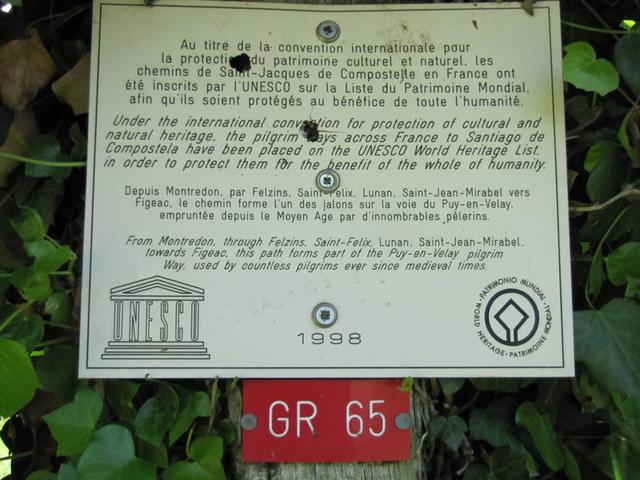 Au titre de la convention internationale pour
la protection du patrimoine culturel et naturel, les
chemins de Saint-Jacques de Compostelle en France ont
été inscrits par l'UNESCO sur la Liste du Patrimoine Mondial,
afin qu'ils soient protégés au bénéfice de toute l'humanité.
Under the international convention for protection of cultural and
natural heritage, the pilgrim ways across France to Santiago de
Compostela have been placed on the UNESCO World Heritage List,
in order to protect them for the benefit of the whole of humanity.
Depuis Montredon, par Felzins, Saint-Felix, Lunan, Saint-Jean-Mirabel vers
Figeac, le chemin forme l'un des jalons sur la voie du Puy-en-Velay,
empruntée depuis le Moyen Age par d'innombrables pèlerins.
From Montredon, through Felzins, Saint-Felix, Lunan, Saint-Jean-Mirabel,
towards Figeac, this path forms part of the Puy-en-Velay pilgrim
Way, used by countless pilgrims ever since medieval times.
UNESCO
1998
PATRIMONIO MUNDIAL • WORLD HERITAGE • PATRIMOINE MONDIAL •
GR 65